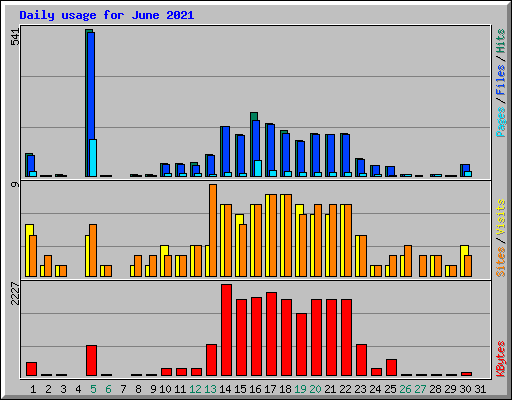 Daily usage for June 2021
541
9
2227
Pages / Files / Hits
Sites / Visits
KBytes
1 2 3 4 5 6 7 8 9 10 11 12 13 14 15 16 17 18 19 20 21 22 23 24 25 26 27 28 29 30 31